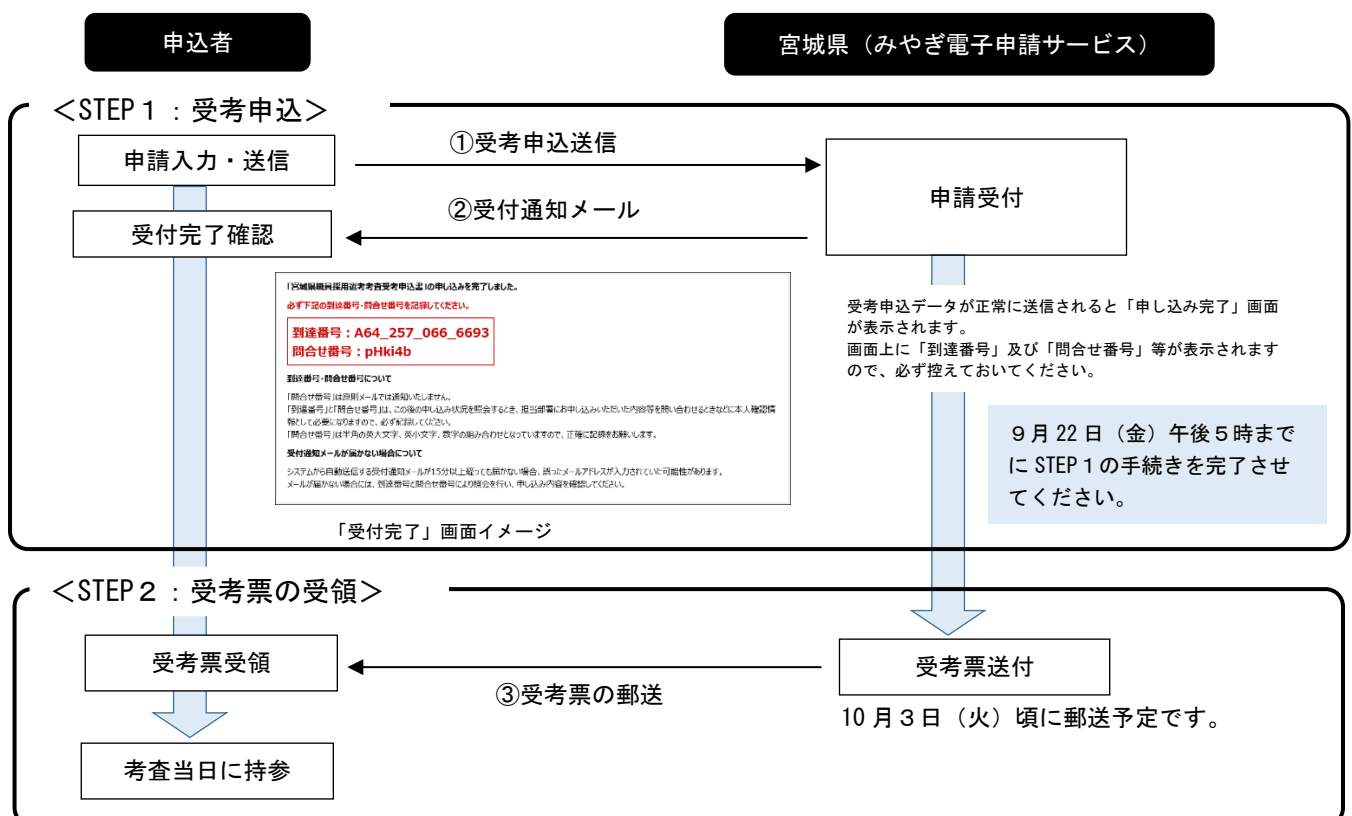 申込者
宮城県（みやぎ電子申請サービス）
＜STEP１：受考申込＞
申請入力・送信
①受考申込送信
申請受付
②受付通知メール
受付完了確認
「宮城県職員採用選考考査受考申込書」の申し込みを完了しました。
必ず下記の到達番号・問合せ番号を記録してください。
到達番号：A64_257_066_6693
問合せ番号：pHki4b
到達番号・問合せ番号について
「問合せ番号」は原則メールでは通知いたしません。
「到達番号」と「問合せ番号」は、この後の申し込み状況を照会するとき、担当部署にお申し込みいただいた内容等を問い合わせるときなどに本人確認情
報として必要になりますので、必ず記録してください。
「問合せ番号」は半角の英大文字、英小文字、数字の組み合わせとなっていますので、正確に記録をお願いします。
受付通知メールが届かない場合について
システムから自動送信する受付通知メールが15分以上経っても届かない場合、誤ったメールアドレスが入力されていた可能性があります。
メールが届かない場合には、到達番号と問合せ番号により照会を行い、申し込み内容を確認してください。
「受付完了」画面イメージ
受考申込データが正常に送信されると「申し込み完了」画面
が表示されます。
画面上に「到達番号」及び「問合せ番号」等が表示されます
ので、必ず控えておいてください。
９月 22 日（金）午後５時まで
に STEP１の手続きを完了させ
てください。
＜STEP２：受考票の受領＞
受考票受領
③受考票の郵送
受考票送付
10 月３日（火）頃に郵送予定です。
考査当日に持参